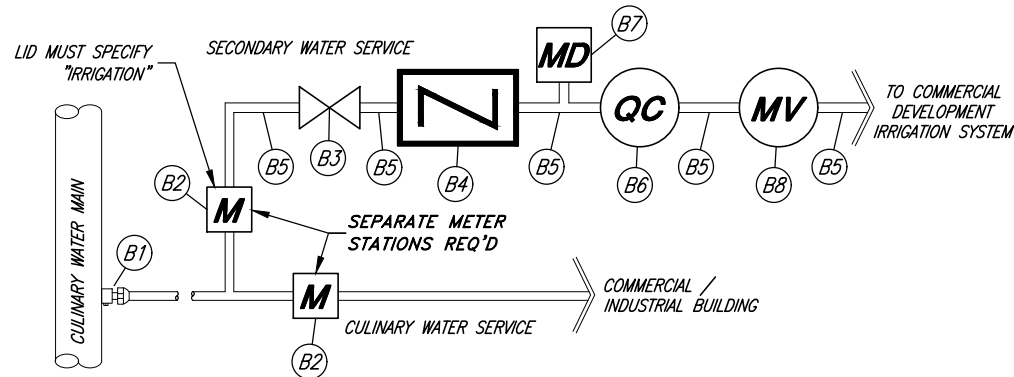 LID MUST SPECIFY
"IRRIGATION"
SECONDARY WATER SERVICE
B7
MD
TO COMMERCIAL
DEVELOPMENT
IRRIGATION SYSTEM
QC
MV
B5
B3
B5
B4
B5
B6
B5
B8
B5
B2
M
SEPARATE METER
STATIONS REQ'D
CULINARY WATER MAIN
B1
M
COMMERCIAL /
INDUSTRIAL BUILDING
CULINARY WATER SERVICE
B2